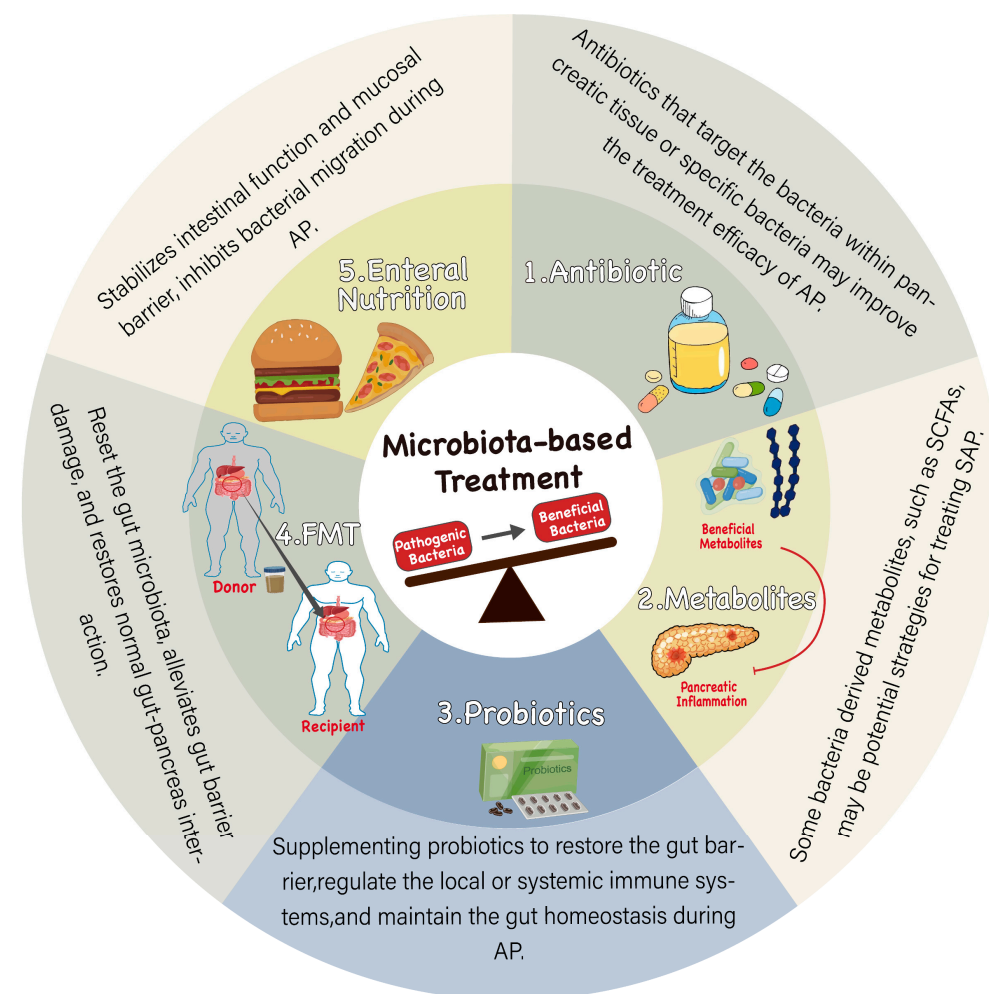 Microbiota-based
Treatment
Pathogenic
Bacteria
Beneficial
Bacteria
1.Antibiotic
Antibiotics that target the bacteria within pan-
creatic tissue or specific bacteria may improve
the treatment efficacy of AP.
Beneficial
Metabolites
2.Metabolites
Pancreatic
Inflammation
Some bacteria derived metabolites, such as SCFAs,
may be potential strategies for treating SAP.
3.Probiotics
Probiotics
Supplementing probiotics to restore the gut bar-
rier,regulate the local or systemic immune sys-
tems,and maintain the gut homeostasis during
AP.
4.FMT
Donor
Recipient
Reset the gut microbiota, alleviates gut barrier
damage, and restores normal gut-pancreas inter-
action.
5.Enteral
Nutrition
Stabilizes intestinal function and mucosal
barrier, inhibits bacterial migration during
AP.